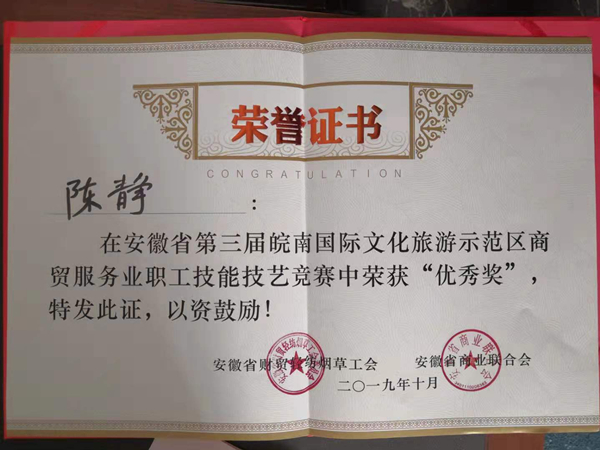 荣誉证书
CONGRATULATION
陈静：
在安徽省第三届皖南国际文化旅游示范区商
贸服务业职工技能技艺竞赛中荣获“优秀奖”，
特发此证，以资鼓励！
安徽省财贸轻纺烟草工会 安徽省商业联合会
二〇一九年十月